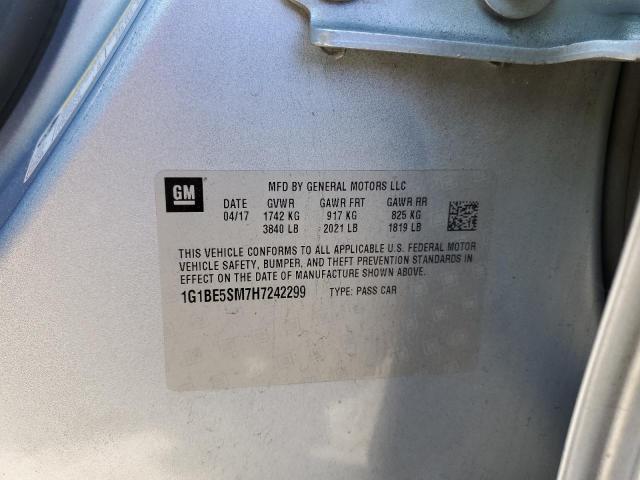 GM
MFD BY GENERAL MOTORS LLC
DATE GVWR GAWR FRT GAWR RR
04/17 1742 KG 917 KG 825 KG
3840 LB 2021 LB 1819 LB
THIS VEHICLE CONFORMS TO ALL APPLICABLE U.S. FEDERAL MOTOR
VEHICLE SAFETY, BUMPER, AND THEFT PREVENTION STANDARDS
IN EFFECT ON THE DATE OF MANUFACTURE SHOWN ABOVE.
1G1BE5SM7H7242299 TYPE: PASS CAR